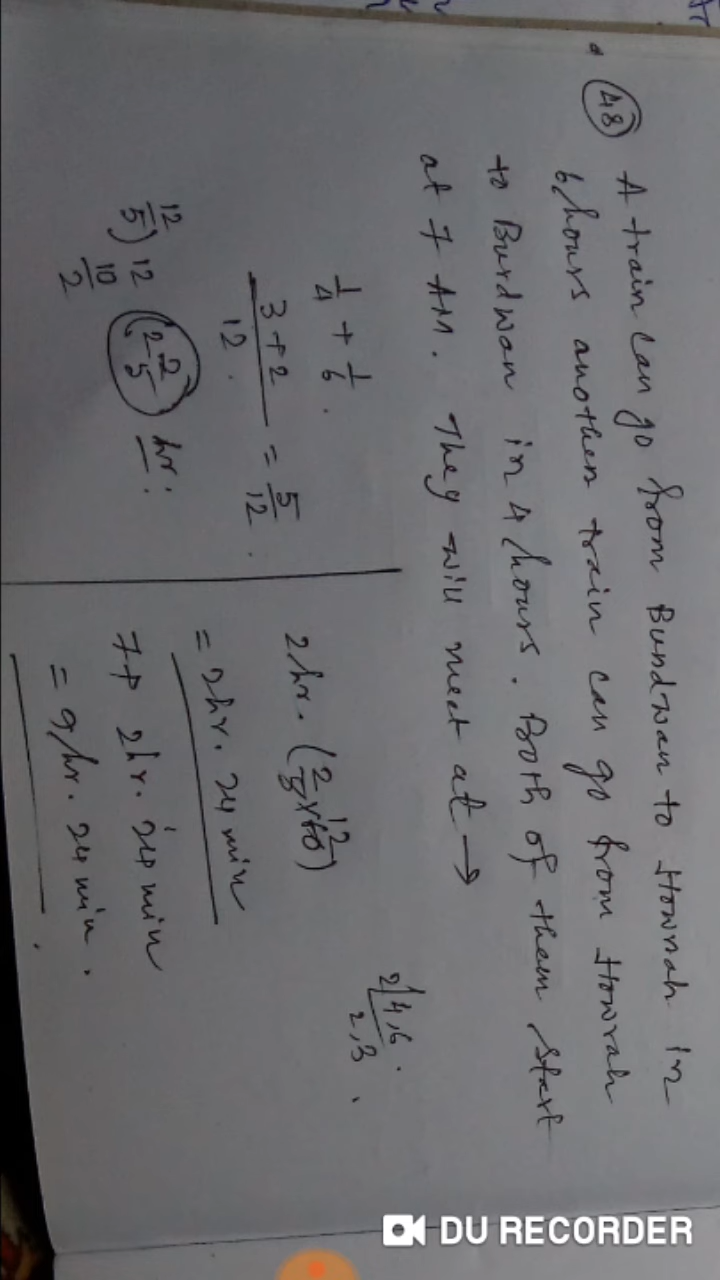 48 A train can go from Bundwan to Howrah in
6 hours another train can go from Howrah
to Burdwan in 4 hours. Both of them start
at 7 AM. They will meet at →
2 | 4, 6.
2, 3
1/4 + 1/6.
3 + 2 / 12. = 5/12.
12/5
5) 12 (2 2/5 hr.
10
2
2 hr. (2/5 × 60) 12
= 2 hr. 24 min
7 + 2 hr. 24 min
= 9 hr. 24 min.
DU RECORDER